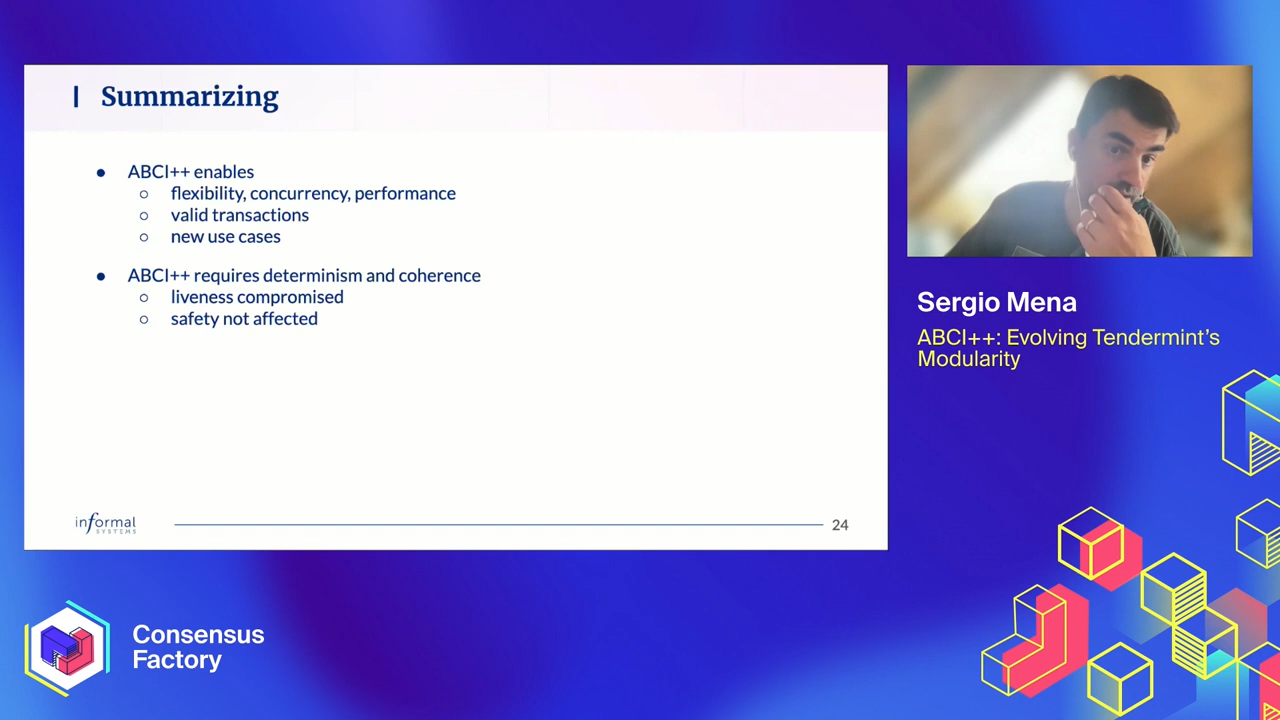 Summarizing
● ABCI++ enables
○ flexibility, concurrency, performance
○ valid transactions
○ new use cases
● ABCI++ requires determinism and coherence
○ liveness compromised
○ safety not affected
informal
SYSTEMS
24
Sergio Mena
ABCI++: Evolving Tendermint's
Modularity
Consensus
Factory